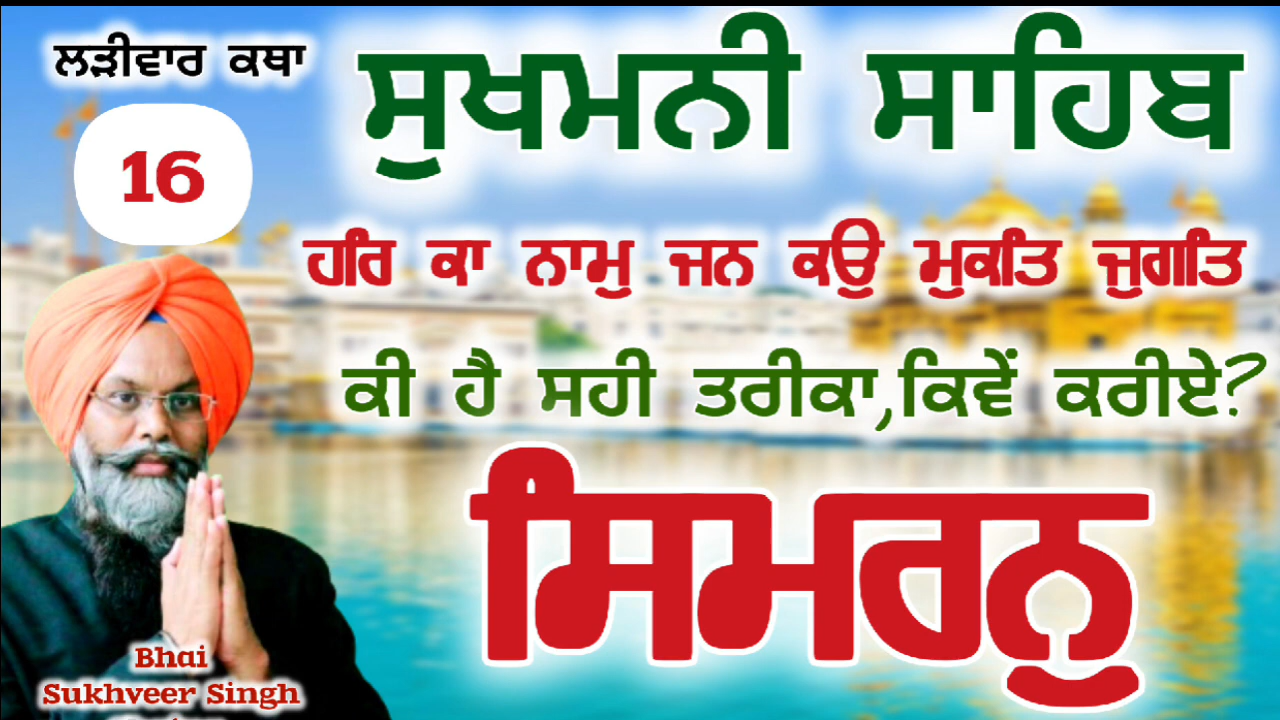 ਲੜੀਵਾਰ ਕਥਾ
16
ਸੁਖਮਨੀ ਸਾਹਿਬ
ਹਰਿ ਕਾ ਨਾਮੁ ਜਨ ਕਉ ਮੁਕਤਿ ਜੁਗਤਿ
ਕੀ ਹੈ ਸਹੀ ਤਰੀਕਾ,ਕਿਵੇਂ ਕਰੀਏ?
ਸਿਮਰਨੁ
Bhai
Sukhveer Singh